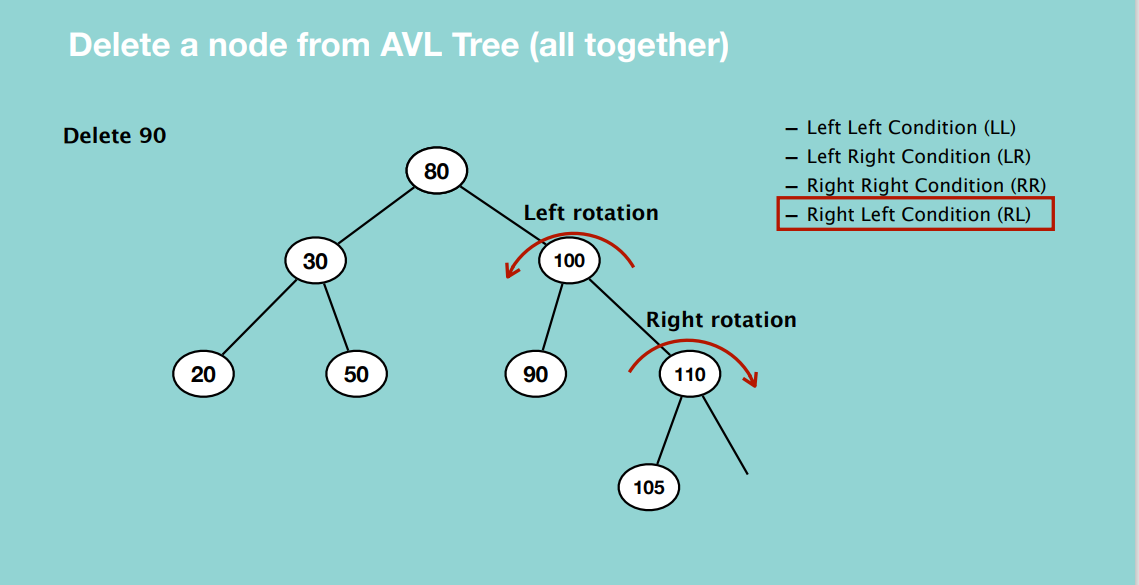 Delete a node from AVL Tree (all together)
Delete 90
– Left Left Condition (LL)
– Left Right Condition (LR)
– Right Right Condition (RR)
– Right Left Condition (RL)
80
Left rotation
30
100
Right rotation
20
50
90
110
105